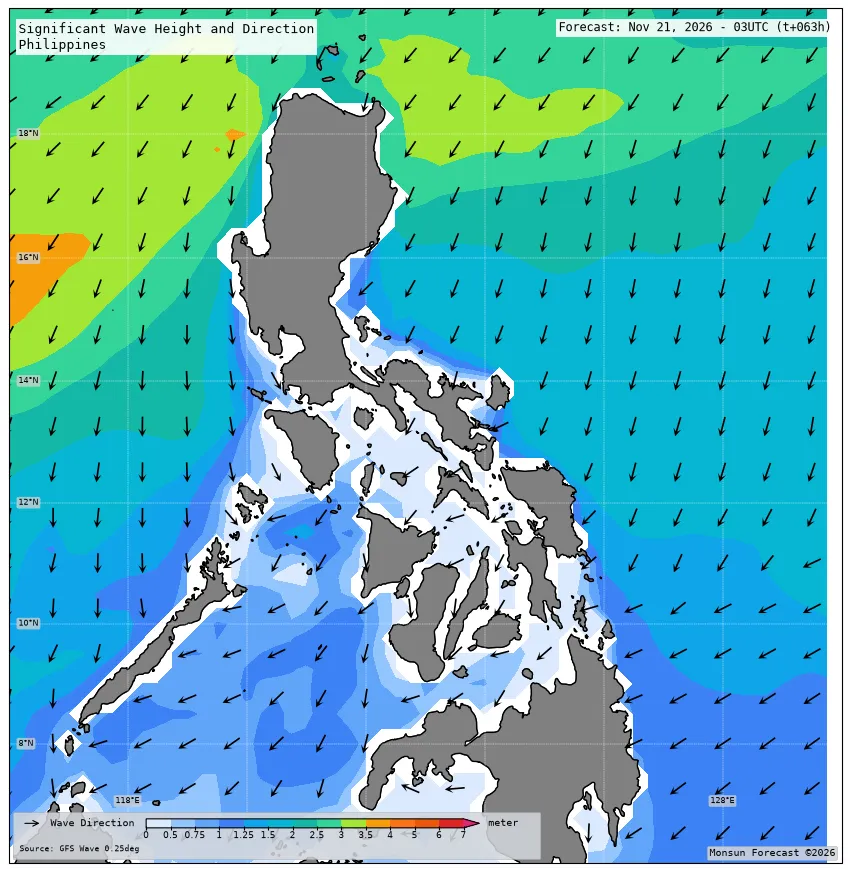 Significant Wave Height and Direction
Philippines
Forecast: Nov 21, 2026 - 03UTC (t+063h)
18°N
16°N
14°N
12°N
10°N
8°N
118°E
128°E
Wave Direction
0 0.5 0.75 1 1.25 1.5 2 2.5 3 3.5 4 5 6 7
meter
Source: GFS Wave 0.25deg
Monsun Forecast ©2026